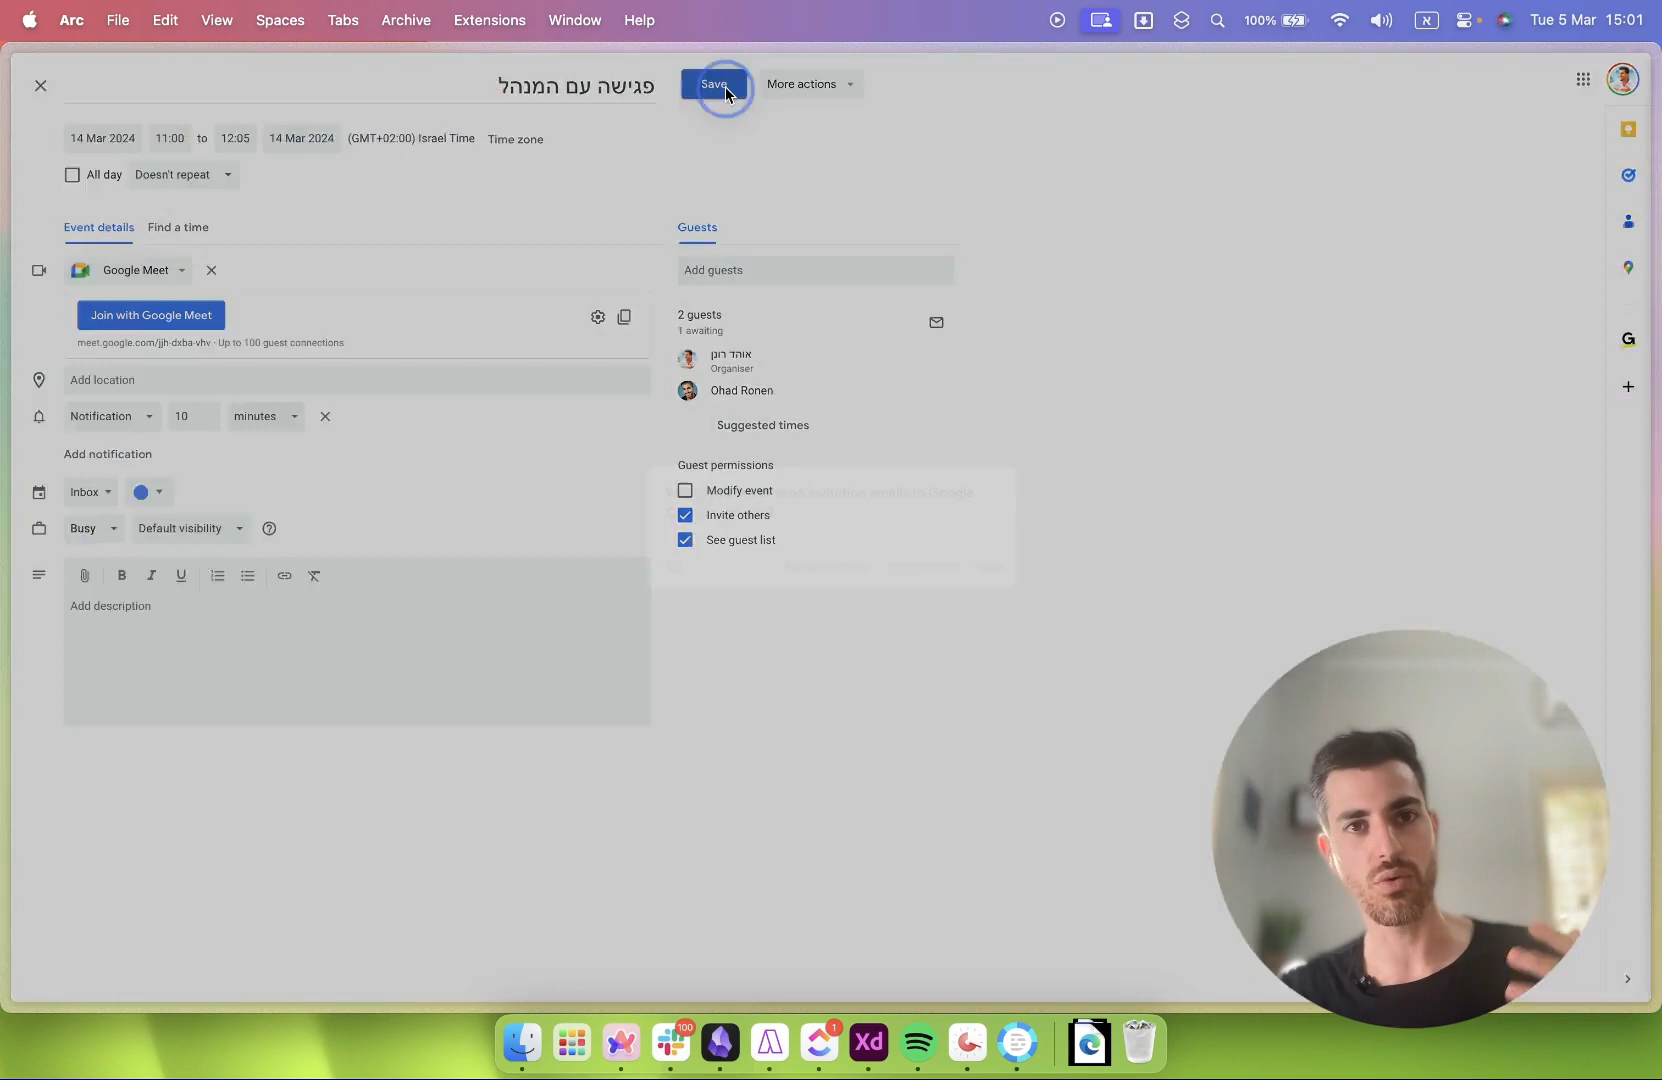 Arc File Edit View Spaces Tabs Archive Extensions Window Help
100% א Tue 5 Mar 15:01
פגישה עם המנהל
Save
More actions
14 Mar 2024 11:00 to 12:05 14 Mar 2024 (GMT+02:00) Israel Time Time zone
All day Doesn't repeat
Event details Find a time
Guests
Google Meet
Add guests
Join with Google Meet
meet.google.com/jjh-dxba-vhv · Up to 100 guest connections
2 guests
1 awaiting
אוהד רונן
Organiser
Ohad Ronen
Add location
Notification 10 minutes
Suggested times
Add notification
Guest permissions
Inbox
Modify event
send invitation emails to Google
Invite others
Busy Default visibility
See guest list
B I U
Add description
G
100
1
Xd